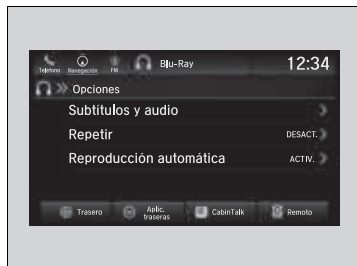 Teléfono Navegación FM Blu-Ray 12:34
Opciones
Subtítulos y audio
Repetir DESACT.
Reproducción automática ACTIV.
Trasero Aplic. traseras CabinTalk Remoto